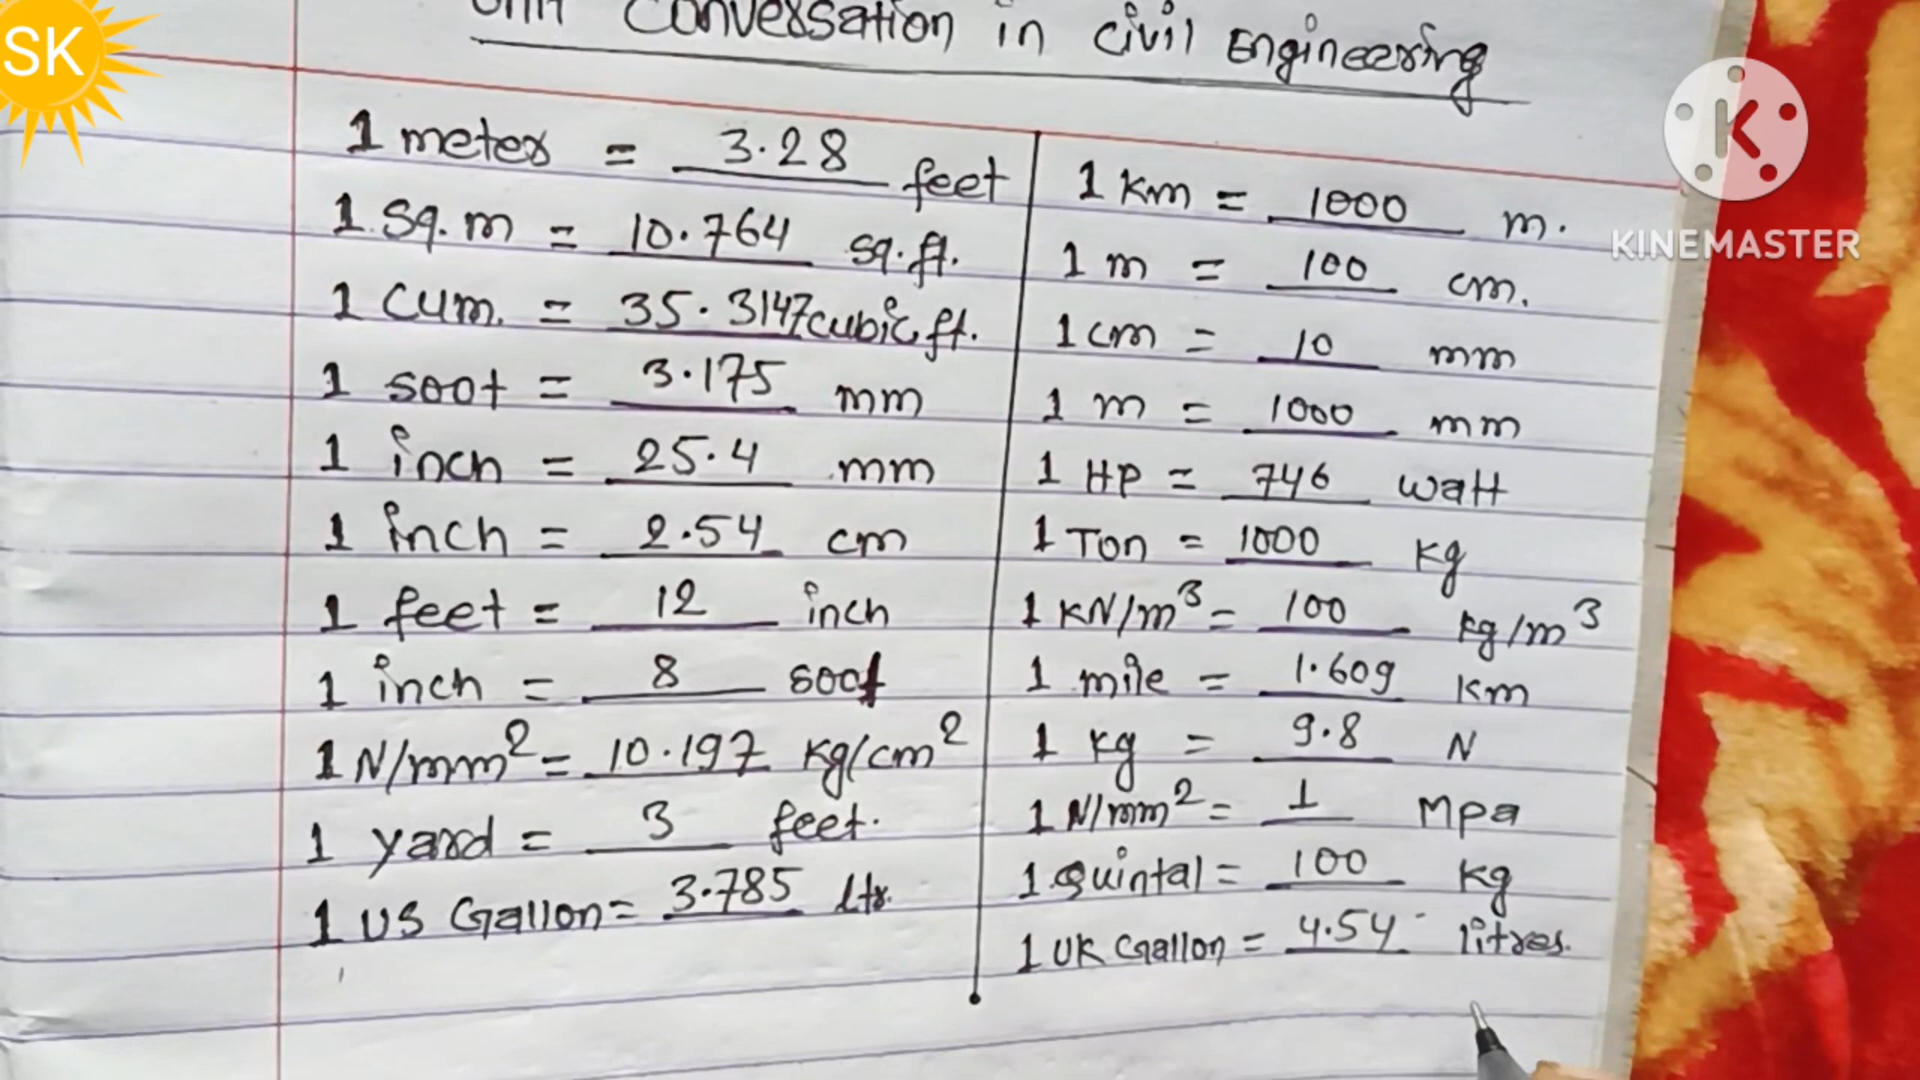 SK
Unit Conversation in Civil Engineering
1 meter = 3.28 feet
1 Sq.m = 10.764 sq.ft.
1 Cum. = 35.3147 cubic ft.
1 soot = 3.175 mm
1 inch = 25.4 mm
1 inch = 2.54 cm
1 feet = 12 inch
1 inch = 8 soot
1 N/mm² = 10.197 kg/cm²
1 yard = 3 feet.
1 US Gallon = 3.785 ltr.
1 Km = 1000 m.
1 m = 100 cm.
1 cm = 10 mm
1 m = 1000 mm
1 HP = 746 watt
1 Ton = 1000 kg
1 KN/m³ = 100 kg/m³
1 mile = 1.609 Km
1 kg = 9.8 N
1 N/mm² = 1 Mpa
1 Quintal = 100 kg
1 UK Gallon = 4.54 litres.
K
KINEMASTER